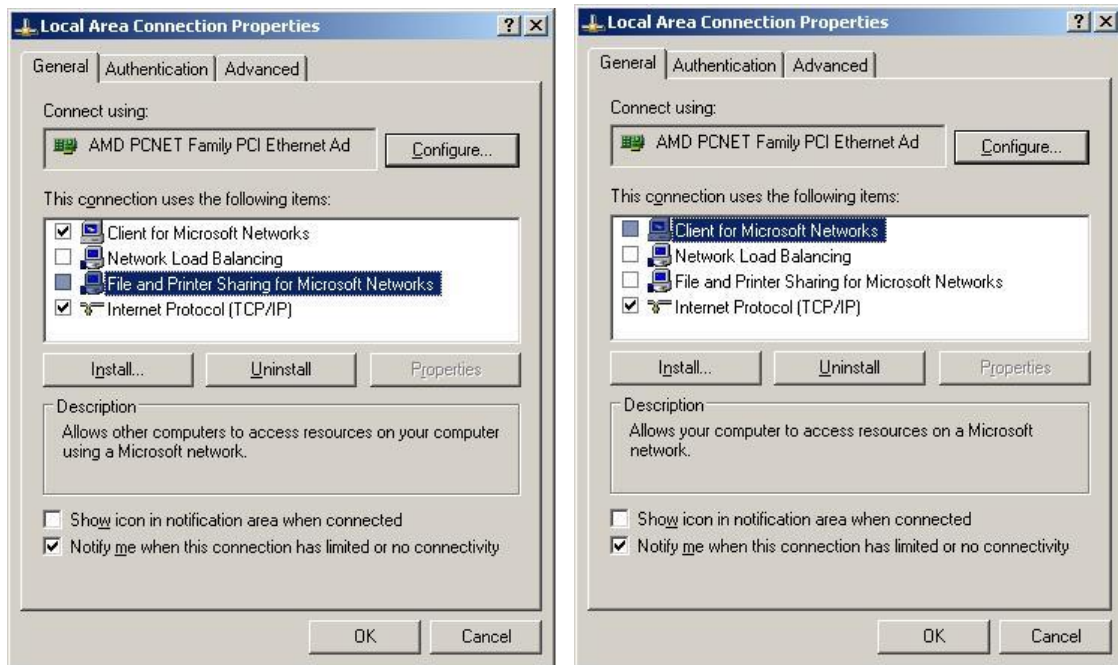 Local Area Connection Properties
General Authentication Advanced
Connect using:
AMD PCNET Family PCI Ethernet Ad Configure...
This connection uses the following items:
Client for Microsoft Networks
Network Load Balancing
File and Printer Sharing for Microsoft Networks
Internet Protocol (TCP/IP)
Install... Uninstall Properties
Description
Allows other computers to access resources on your computer
using a Microsoft network.
Show icon in notification area when connected
Notify me when this connection has limited or no connectivity
OK Cancel
Local Area Connection Properties
General Authentication Advanced
Connect using:
AMD PCNET Family PCI Ethernet Ad Configure...
This connection uses the following items:
Client for Microsoft Networks
Network Load Balancing
File and Printer Sharing for Microsoft Networks
Internet Protocol (TCP/IP)
Install... Uninstall Properties
Description
Allows your computer to access resources on a Microsoft
network.
Show icon in notification area when connected
Notify me when this connection has limited or no connectivity
OK Cancel